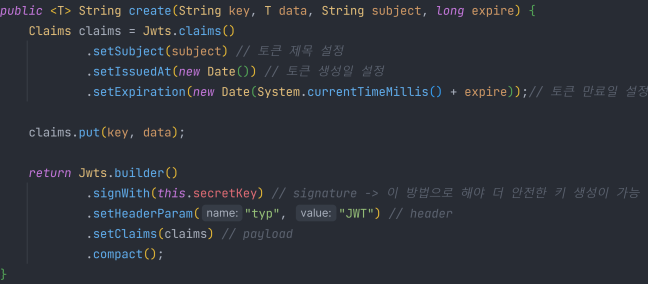 public <T> String create(String key, T data, String subject, long expire) {
Claims claims = Jwts.claims()
.setSubject(subject) // 토큰 제목 설정
.setIssuedAt(new Date()) // 토큰 생성일 설정
.setExpiration(new Date(System.currentTimeMillis() + expire));// 토큰 만료일 설정
claims.put(key, data);
return Jwts.builder()
.signWith(this.secretKey) // signature -> 이 방법으로 해야 더 안전한 키 생성이 가능
.setHeaderParam( name: "typ", value: "JWT") // header
.setClaims(claims) // payload
.compact();
}